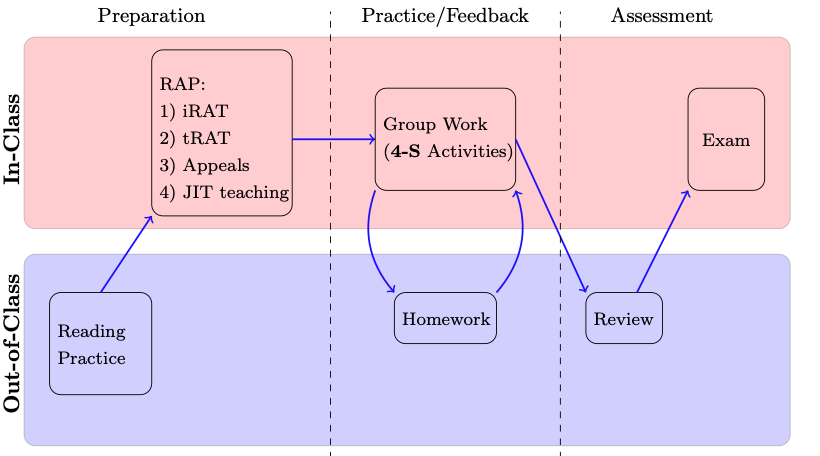 Preparation
Practice/Feedback
Assessment
In-Class
RAP:
1) iRAT
2) tRAT
3) Appeals
4) JIT teaching
Group Work
(4-S Activities)
Exam
Out-of-Class
Reading
Practice
Homework
Review